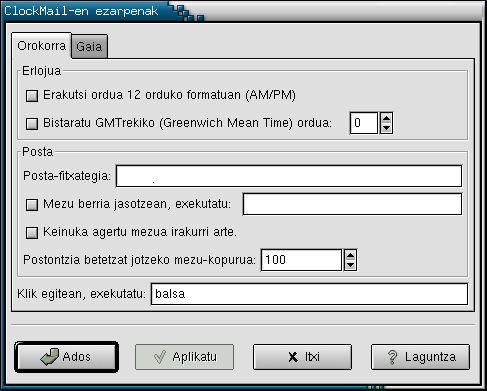 ClockMail-en ezarpenak
Orokorra Gaia
Erlojua
Erakutsi ordua 12 orduko formatuan (AM/PM)
Bistaratu GMTrekiko (Greenwich Mean Time) ordua: 0
Posta
Posta-fitxategia: .
Mezu berria jasotzean, exekutatu:
Keinuka agertu mezua irakurri arte.
Postontzia betetzat jotzeko mezu-kopurua: 100
Klik egitean, exekutatu: balsa
Ados Aplikatu Itxi ? Laguntza